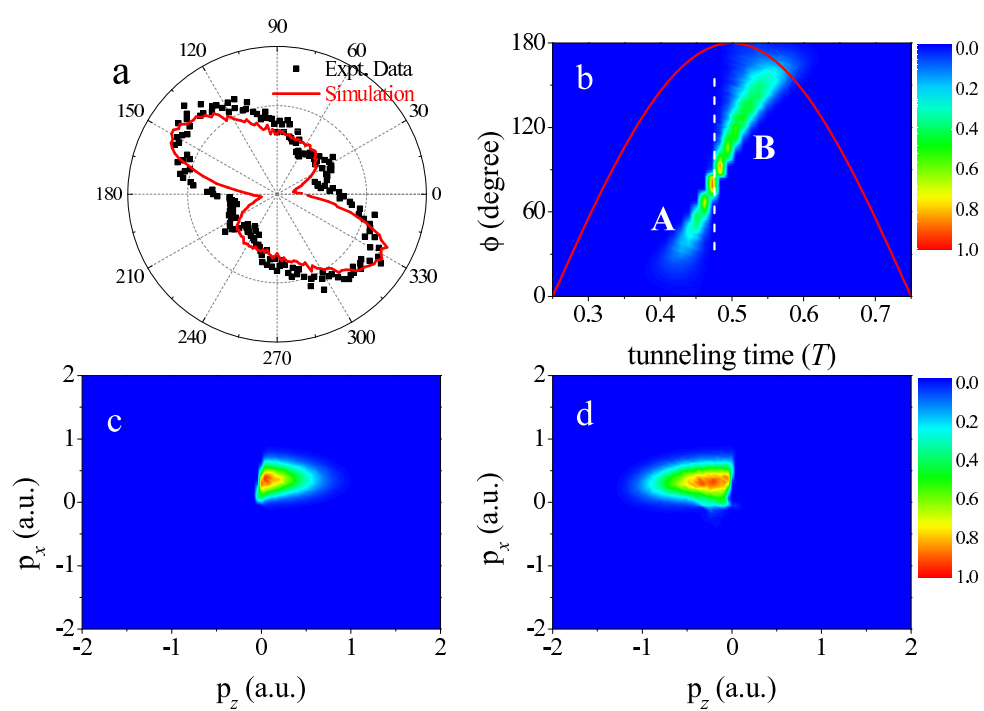 a
90
60
30
0
330
300
270
240
210
180
150
120
Expt. Data
Simulation
b
A
B
180
120
60
0
ϕ (degree)
0.3 0.4 0.5 0.6 0.7
tunneling time (T)
0.0
0.2
0.4
0.6
0.8
1.0
c
2
1
0
-1
-2
px (a.u.)
-2 -1 0 1 2
pz (a.u.)
d
2
1
0
-1
-2
px (a.u.)
-2 -1 0 1 2
pz (a.u.)
0.0
0.2
0.4
0.6
0.8
1.0